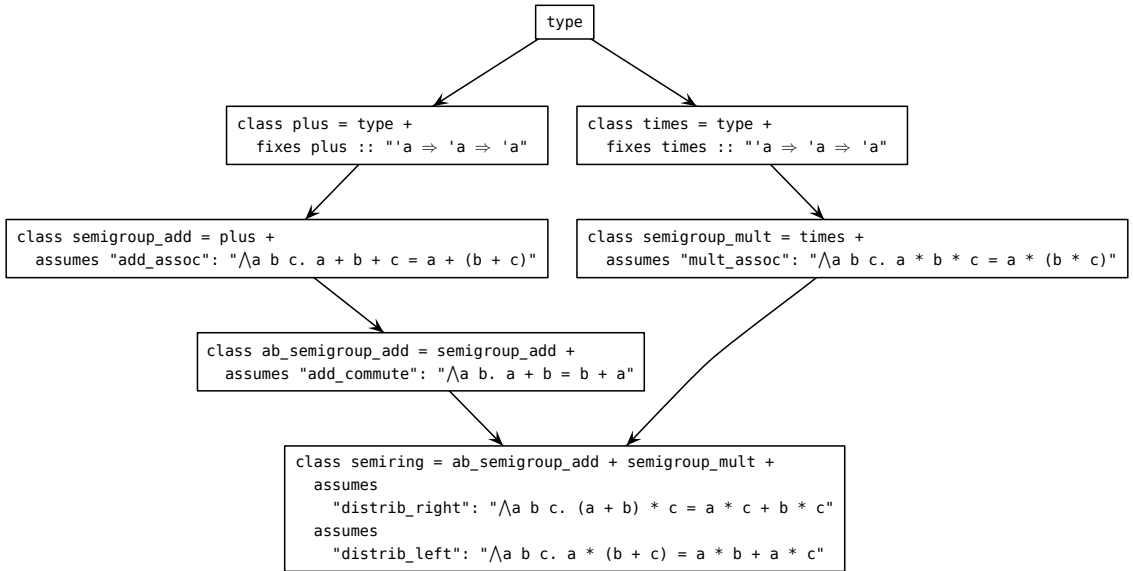 type
class plus = type +
  fixes plus :: "'a ⇒ 'a ⇒ 'a"
class times = type +
  fixes times :: "'a ⇒ 'a ⇒ 'a"
class semigroup_add = plus +
  assumes "add_assoc": "⋀a b c. a + b + c = a + (b + c)"
class semigroup_mult = times +
  assumes "mult_assoc": "⋀a b c. a * b * c = a * (b * c)"
class ab_semigroup_add = semigroup_add +
  assumes "add_commute": "⋀a b. a + b = b + a"
class semiring = ab_semigroup_add + semigroup_mult +
  assumes
    "distrib_right": "⋀a b c. (a + b) * c = a * c + b * c"
  assumes
    "distrib_left": "⋀a b c. a * (b + c) = a * b + a * c"